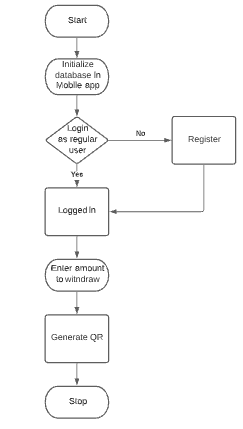 Start
Initialize
database in
Mobile app
Login
as regular
user
No
Register
Yes
Logged in
Enter amount
to witndraw
Generate QR
Stop